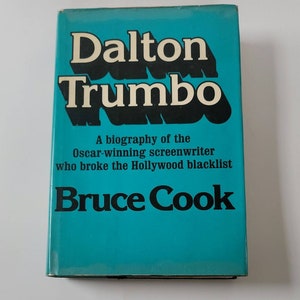 Dalton
Trumbo
A biography of the
Oscar-winning screenwriter
who broke the Hollywood blacklist
Bruce Cook